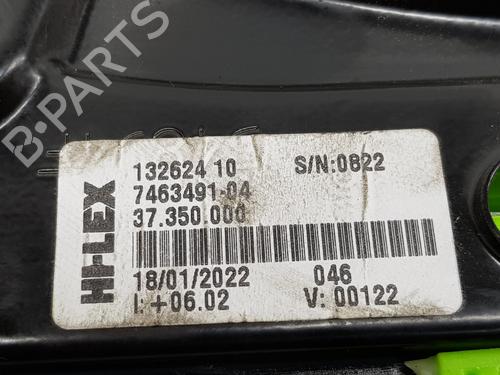 B-PARTS
HI-LEX
132624 10 S/N:0822
7463491-04
37.350.000
18/01/2022 046
I:+06.02 V: 00122